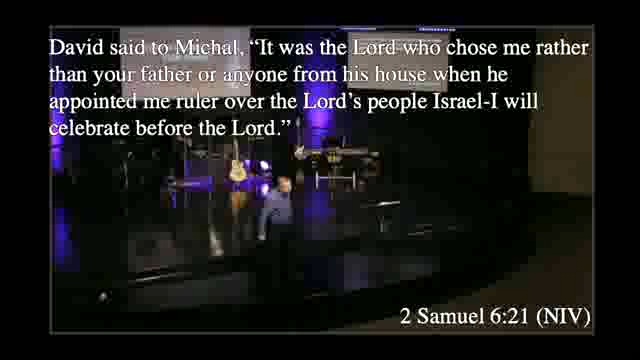 David said to Michal, “It was the Lord who chose me rather
than your father or anyone from his house when he
appointed me ruler over the Lord’s people Israel-I will
celebrate before the Lord.”
2 Samuel 6:21 (NIV)